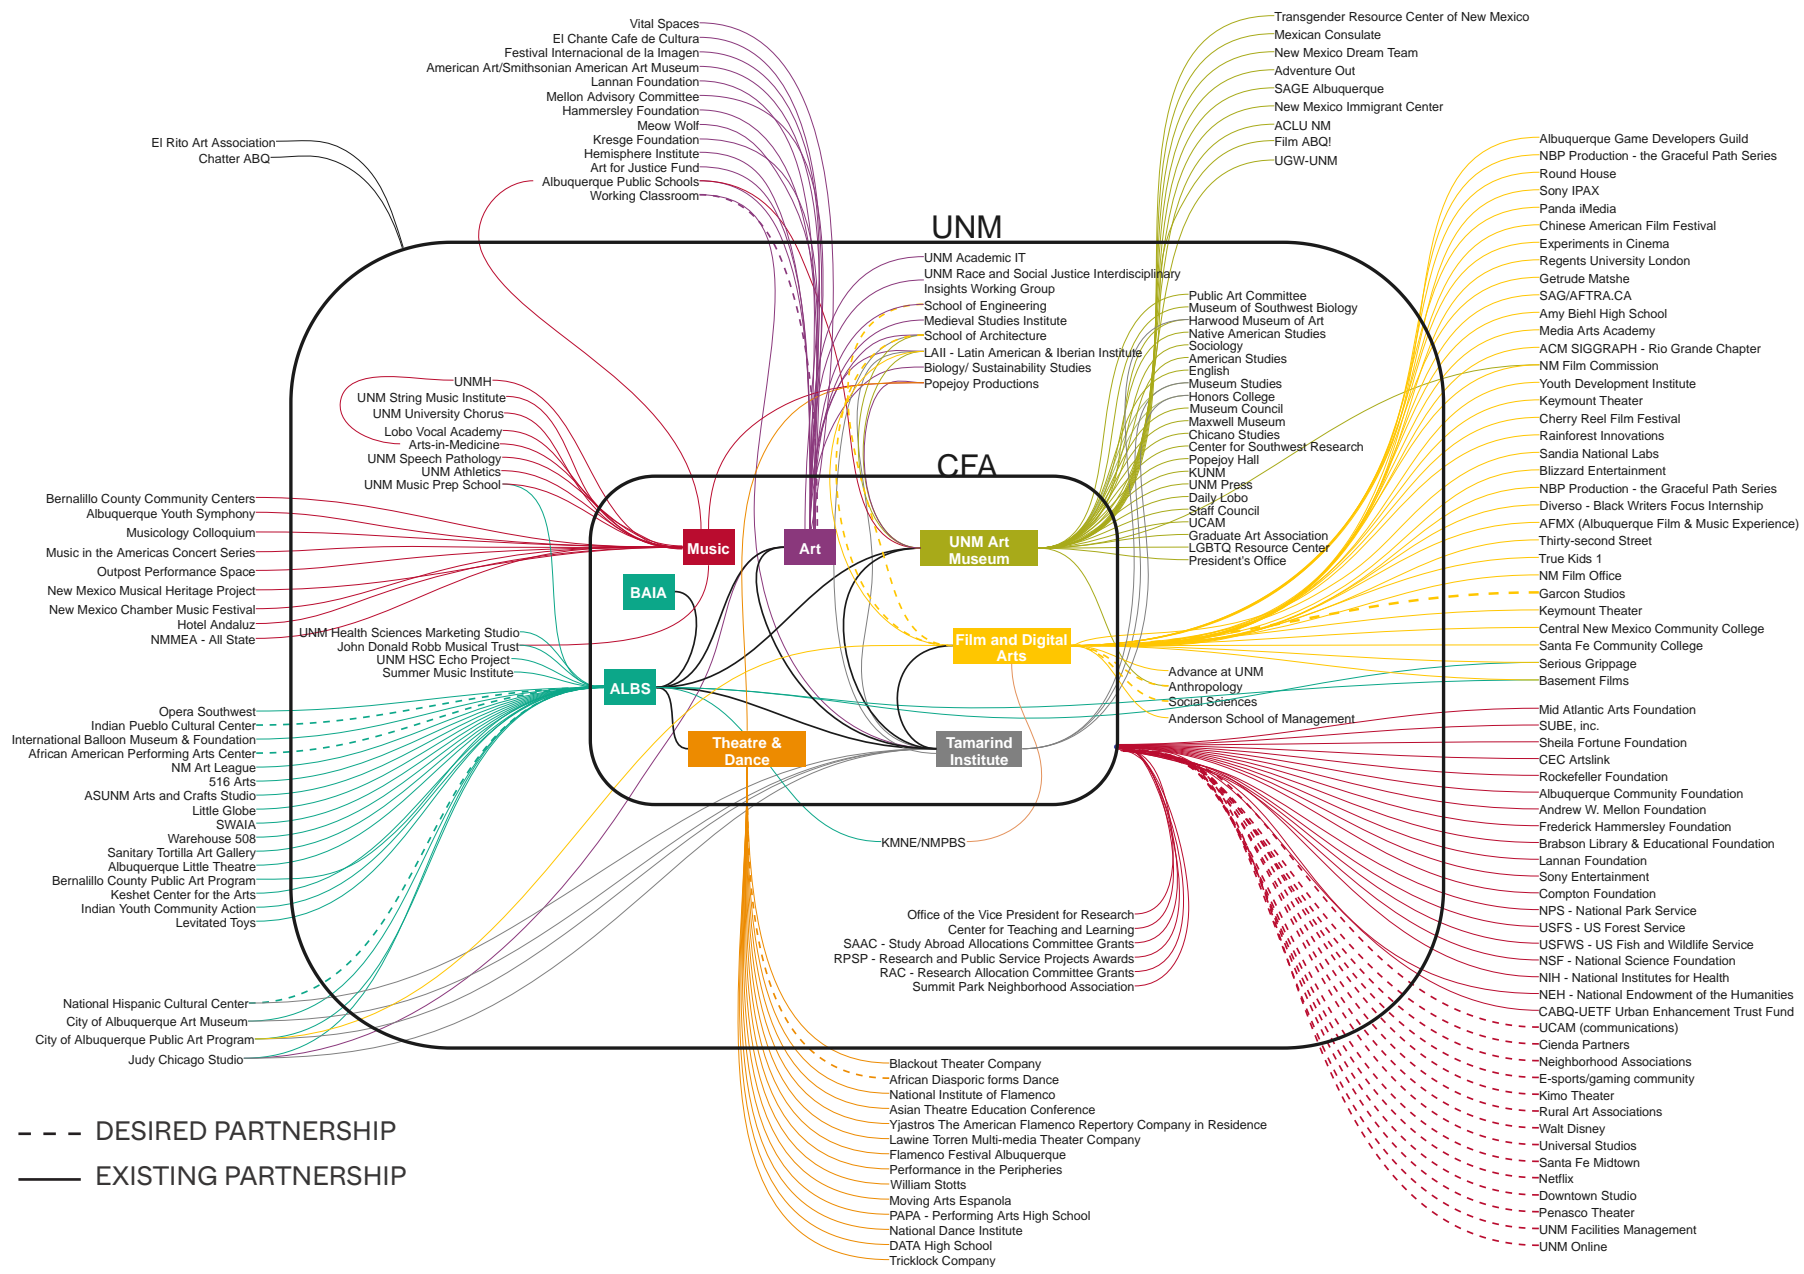 Vital Spaces
El Chante Cafe de Cultura
Festival Internacional de la Imagen
American Art/Smithsonian American Art Museum
Lannan Foundation
Mellon Advisory Committee
Hammersley Foundation
Meow Wolf
Kresge Foundation
Hemisphere Institute
Art for Justice Fund
Albuquerque Public Schools
Working Classroom
El Rito Art Association
Chatter ABQ
Transgender Resource Center of New Mexico
Mexican Consulate
New Mexico Dream Team
Adventure Out
SAGE Albuquerque
New Mexico Immigrant Center
ACLU NM
Film ABQ!
UGW-UNM
UNM
UNM Academic IT
UNM Race and Social Justice Interdisciplinary
Insights Working Group
School of Engineering
Medieval Studies Institute
School of Architecture
LAII - Latin American & Iberian Institute
Biology/ Sustainability Studies
Popejoy Productions
Public Art Committee
Museum of Southwest Biology
Harwood Museum of Art
Native American Studies
Sociology
American Studies
English
Museum Studies
Honors College
Museum Council
Maxwell Museum
Chicano Studies
Center for Southwest Research
Popejoy Hall
KUNM
UNM Press
Daily Lobo
Staff Council
UCAM
Graduate Art Association
LGBTQ Resource Center
President's Office
Albuquerque Game Developers Guild
NBP Production - the Graceful Path Series
Round House
Sony IPAX
Panda iMedia
Chinese American Film Festival
Experiments in Cinema
Regents University London
Getrude Matshe
SAG/AFTRA.CA
Amy Biehl High School
Media Arts Academy
ACM SIGGRAPH - Rio Grande Chapter
NM Film Commission
Youth Development Institute
Keymount Theater
Cherry Reel Film Festival
Rainforest Innovations
Sandia National Labs
Blizzard Entertainment
NBP Production - the Graceful Path Series
Diverso - Black Writers Focus Internship
AFMX (Albuquerque Film & Music Experience)
Thirty-second Street
True Kids 1
NM Film Office
Garcon Studios
Keymount Theater
Central New Mexico Community College
Santa Fe Community College
Serious Grippage
Basement Films
UNMH
UNM String Music Institute
UNM University Chorus
Lobo Vocal Academy
Arts-in-Medicine
UNM Speech Pathology
UNM Athletics
UNM Music Prep School
Bernalillo County Community Centers
Albuquerque Youth Symphony
Musicology Colloquium
Music in the Americas Concert Series
Outpost Performance Space
New Mexico Musical Heritage Project
New Mexico Chamber Music Festival
Hotel Andaluz
NMMEA - All State
CFA
Music
Art
UNM Art
Museum
BAIA
Film and Digital
Arts
ALBS
Theatre &
Dance
Tamarind
Institute
UNM Health Sciences Marketing Studio
John Donald Robb Musical Trust
UNM HSC Echo Project
Summer Music Institute
Advance at UNM
Anthropology
Social Sciences
Anderson School of Management
Opera Southwest
Indian Pueblo Cultural Center
International Balloon Museum & Foundation
African American Performing Arts Center
NM Art League
516 Arts
ASUNM Arts and Crafts Studio
Little Globe
SWAIA
Warehouse 508
Sanitary Tortilla Art Gallery
Albuquerque Little Theatre
Bernalillo County Public Art Program
Keshet Center for the Arts
Indian Youth Community Action
Levitated Toys
KMNE/NMPBS
Mid Atlantic Arts Foundation
SUBE, inc.
Sheila Fortune Foundation
CEC Artslink
Rockefeller Foundation
Albuquerque Community Foundation
Andrew W. Mellon Foundation
Frederick Hammersley Foundation
Brabson Library & Educational Foundation
Lannan Foundation
Sony Entertainment
Compton Foundation
NPS - National Park Service
USFS - US Forest Service
USFWS - US Fish and Wildlife Service
NSF - National Science Foundation
NIH - National Institutes for Health
NEH - National Endowment of the Humanities
CABQ-UETF Urban Enhancement Trust Fund
UCAM (communications)
Cienda Partners
Neighborhood Associations
E-sports/gaming community
Kimo Theater
Rural Art Associations
Walt Disney
Universal Studios
Santa Fe Midtown
Netflix
Downtown Studio
Penasco Theater
UNM Facilities Management
UNM Online
Office of the Vice President for Research
Center for Teaching and Learning
SAAC - Study Abroad Allocations Committee Grants
RPSP - Research and Public Service Projects Awards
RAC - Research Allocation Committee Grants
Summit Park Neighborhood Association
National Hispanic Cultural Center
City of Albuquerque Art Museum
City of Albuquerque Public Art Program
Judy Chicago Studio
Blackout Theater Company
African Diasporic forms Dance
National Institute of Flamenco
Asian Theatre Education Conference
Yjastros The American Flamenco Repertory Company in Residence
Lawine Torren Multi-media Theater Company
Flamenco Festival Albuquerque
Performance in the Peripheries
William Stotts
Moving Arts Espanola
PAPA - Performing Arts High School
National Dance Institute
DATA High School
Tricklock Company
DESIRED PARTNERSHIP
EXISTING PARTNERSHIP